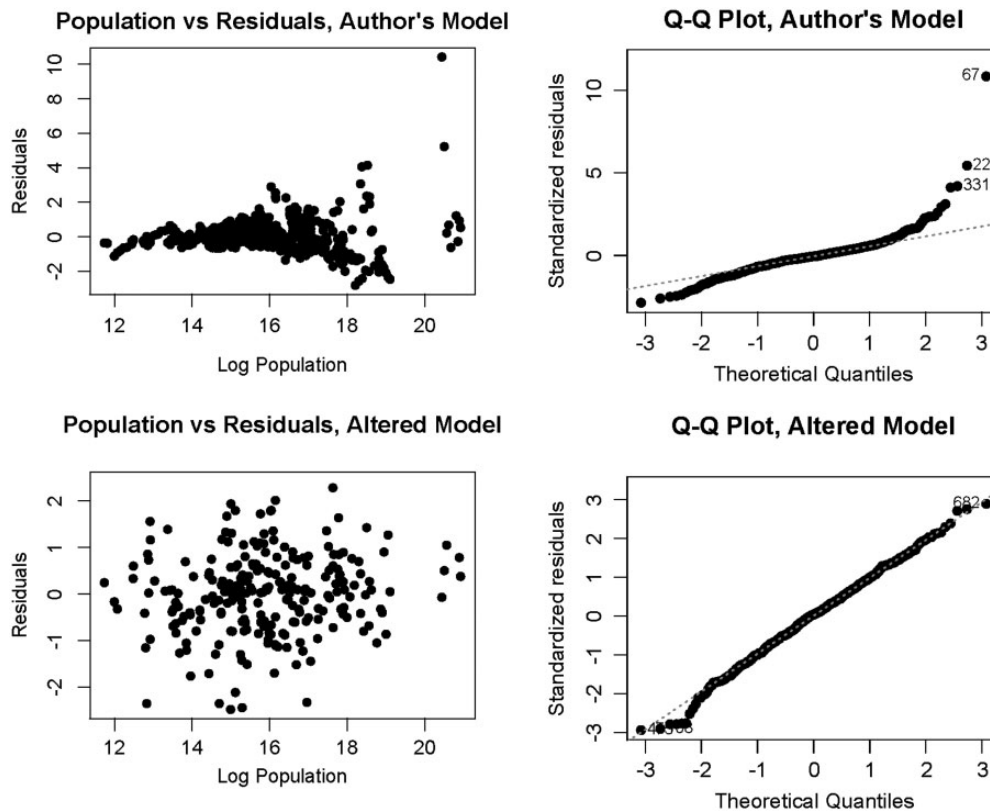 Population vs Residuals, Author's Model
10
8
6
4
2
0
-2
Residuals
12 14 16 18 20
Log Population
Q-Q Plot, Author's Model
10
5
0
Standardized residuals
67
22
331
-3 -2 -1 0 1 2 3
Theoretical Quantiles
Population vs Residuals, Altered Model
2
1
0
-1
-2
Residuals
12 14 16 18 20
Log Population
Q-Q Plot, Altered Model
3
2
1
0
-1
-2
-3
Standardized residuals
682
-3 -2 -1 0 1 2 3
Theoretical Quantiles